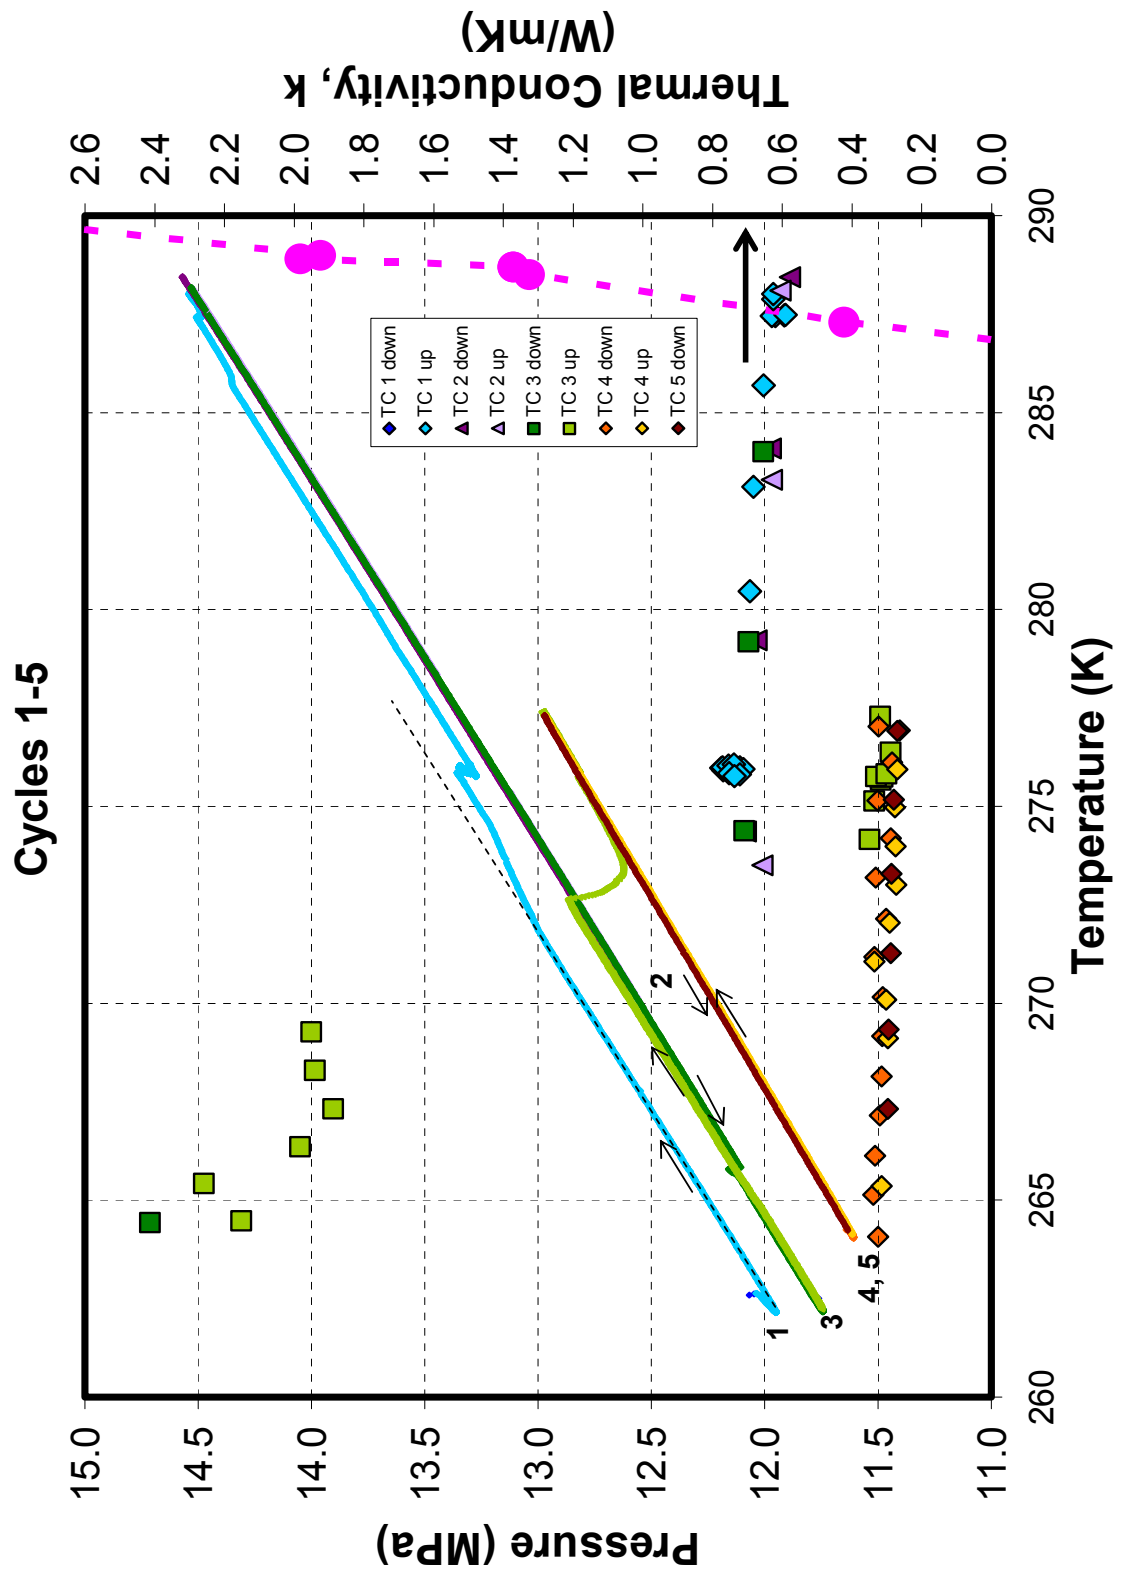 Cycles 1-5
Pressure (MPa)
15.0
14.5
14.0
13.5
13.0
12.5
12.0
11.5
11.0
Thermal Conductivity, k
(W/mK)
2.6
2.4
2.2
2.0
1.8
1.6
1.4
1.2
1.0
0.8
0.6
0.4
0.2
0.0
TC 1 down
TC 1 up
TC 2 down
TC 2 up
TC 3 down
TC 3 up
TC 4 down
TC 4 up
TC 5 down
2
1
3
4, 5
260
265
270
275
280
285
290
Temperature (K)